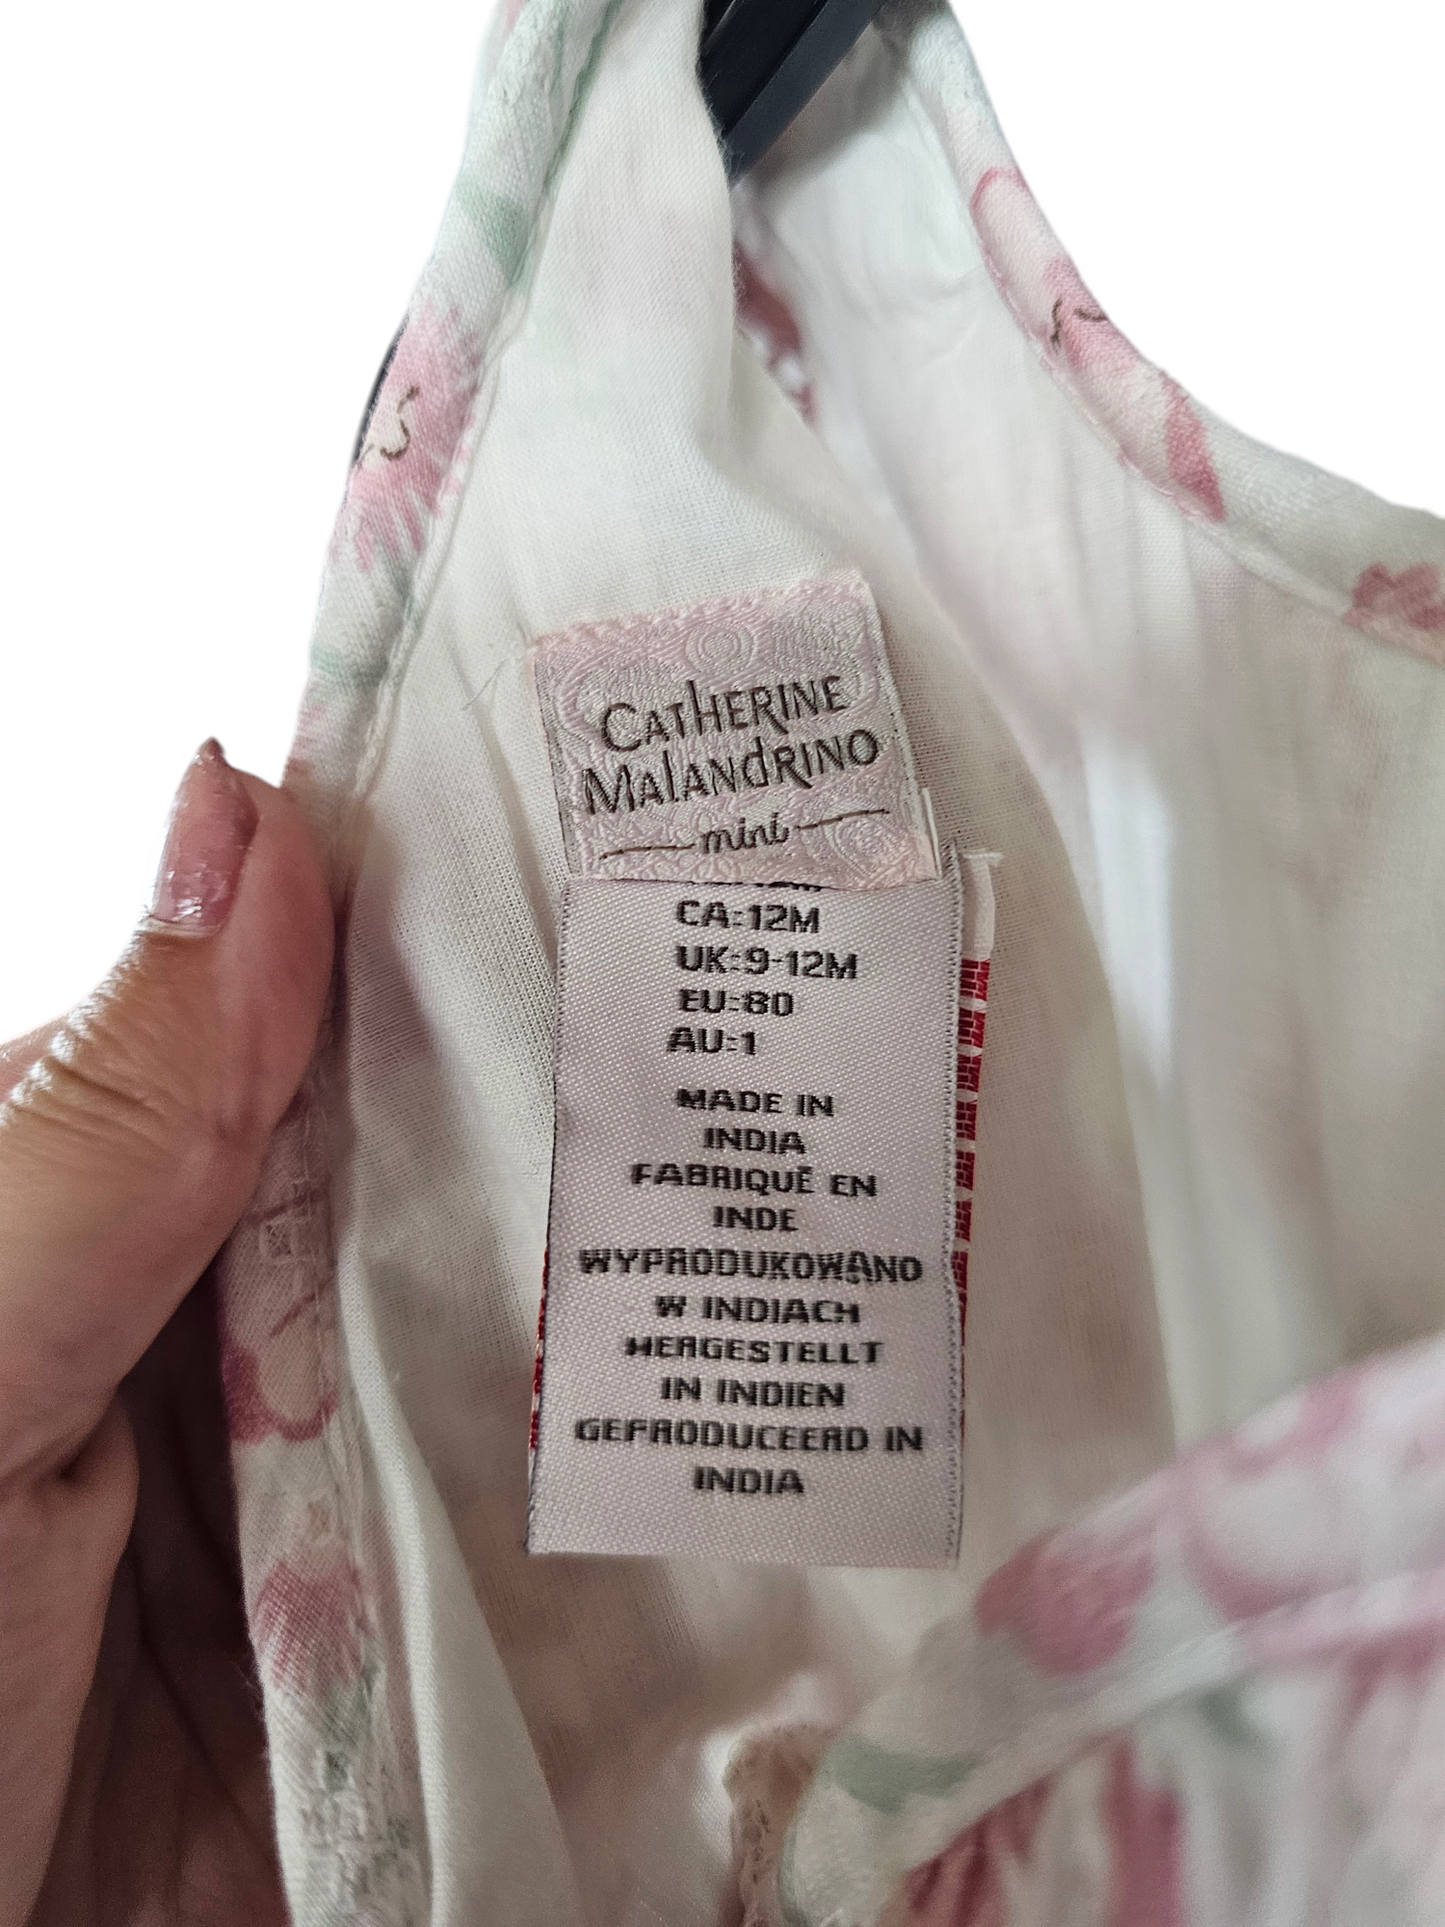 CATHERINE
MALANDRINO
mini
CA:12M
UK:9-12M
EU:80
AU:1
MADE IN
INDIA
FABRIQUÉ EN
INDE
WYPRODUKOWANO
W INDIACH
HERGESTELLT
IN INDIEN
GEPRODUCEERD IN
INDIA